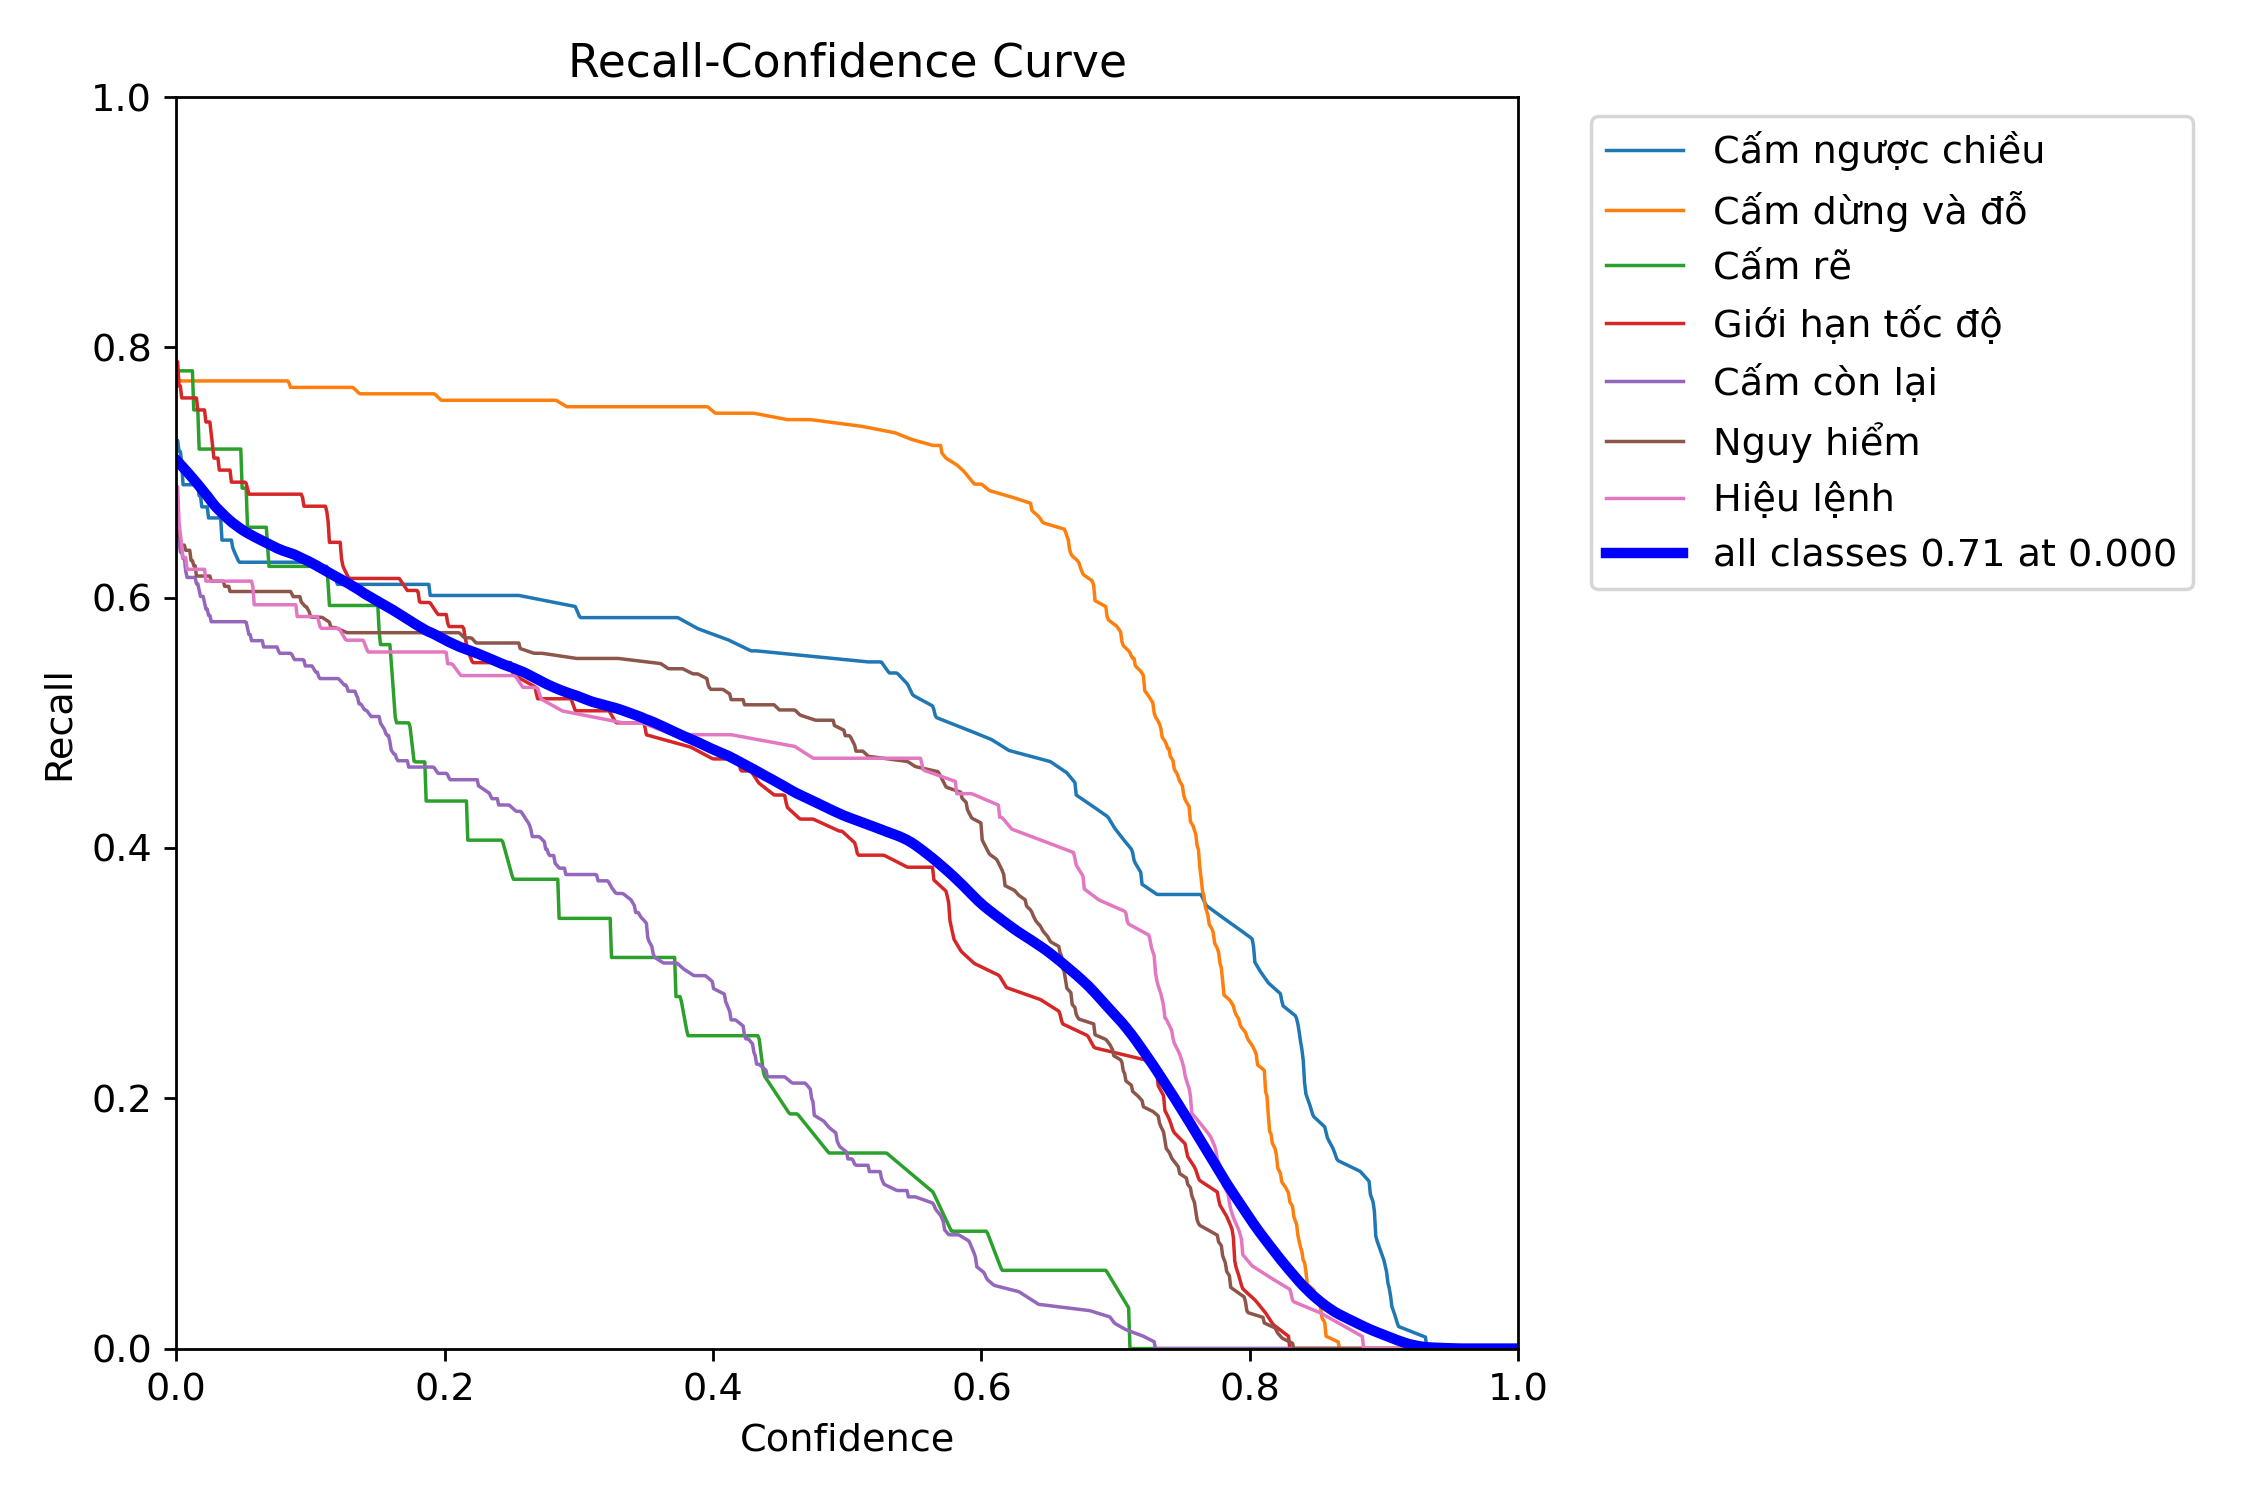 Recall-Confidence Curve
1.0
0.8
0.6
0.4
0.2
0.0
Recall
0.0 0.2 0.4 0.6 0.8 1.0
Confidence
Cấm ngược chiều
Cấm dừng và đỗ
Cấm rẽ
Giới hạn tốc độ
Cấm còn lại
Nguy hiểm
Hiệu lệnh
all classes 0.71 at 0.000